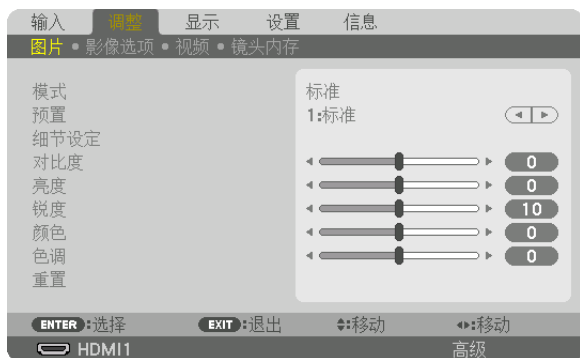 输入 调整 显示 设置 信息
图片 • 影像选项 • 视频 • 镜头内存
模式 标准
预置 1:标准
细节设定
对比度 0
亮度 0
锐度 10
颜色 0
色调 0
重置
ENTER :选择 EXIT :退出 :移动 :移动
HDMI1 高级